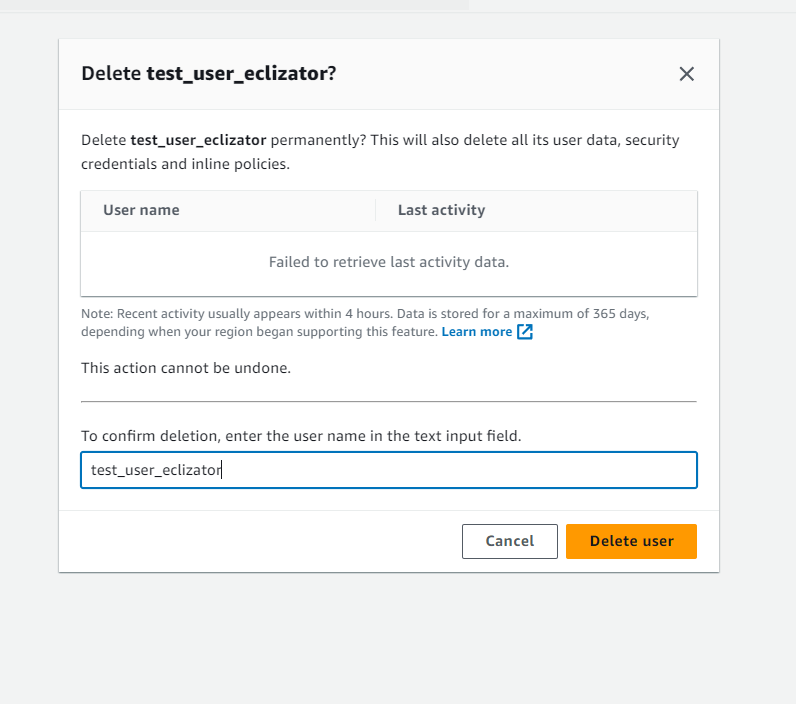 Delete test_user_eclizator?
Delete test_user_eclizator permanently? This will also delete all its user data, security
credentials and inline policies.
User name
Last activity
Failed to retrieve last activity data.
Note: Recent activity usually appears within 4 hours. Data is stored for a maximum of 365 days,
depending when your region began supporting this feature. Learn more
This action cannot be undone.
To confirm deletion, enter the user name in the text input field.
test_user_eclizator
Cancel
Delete user